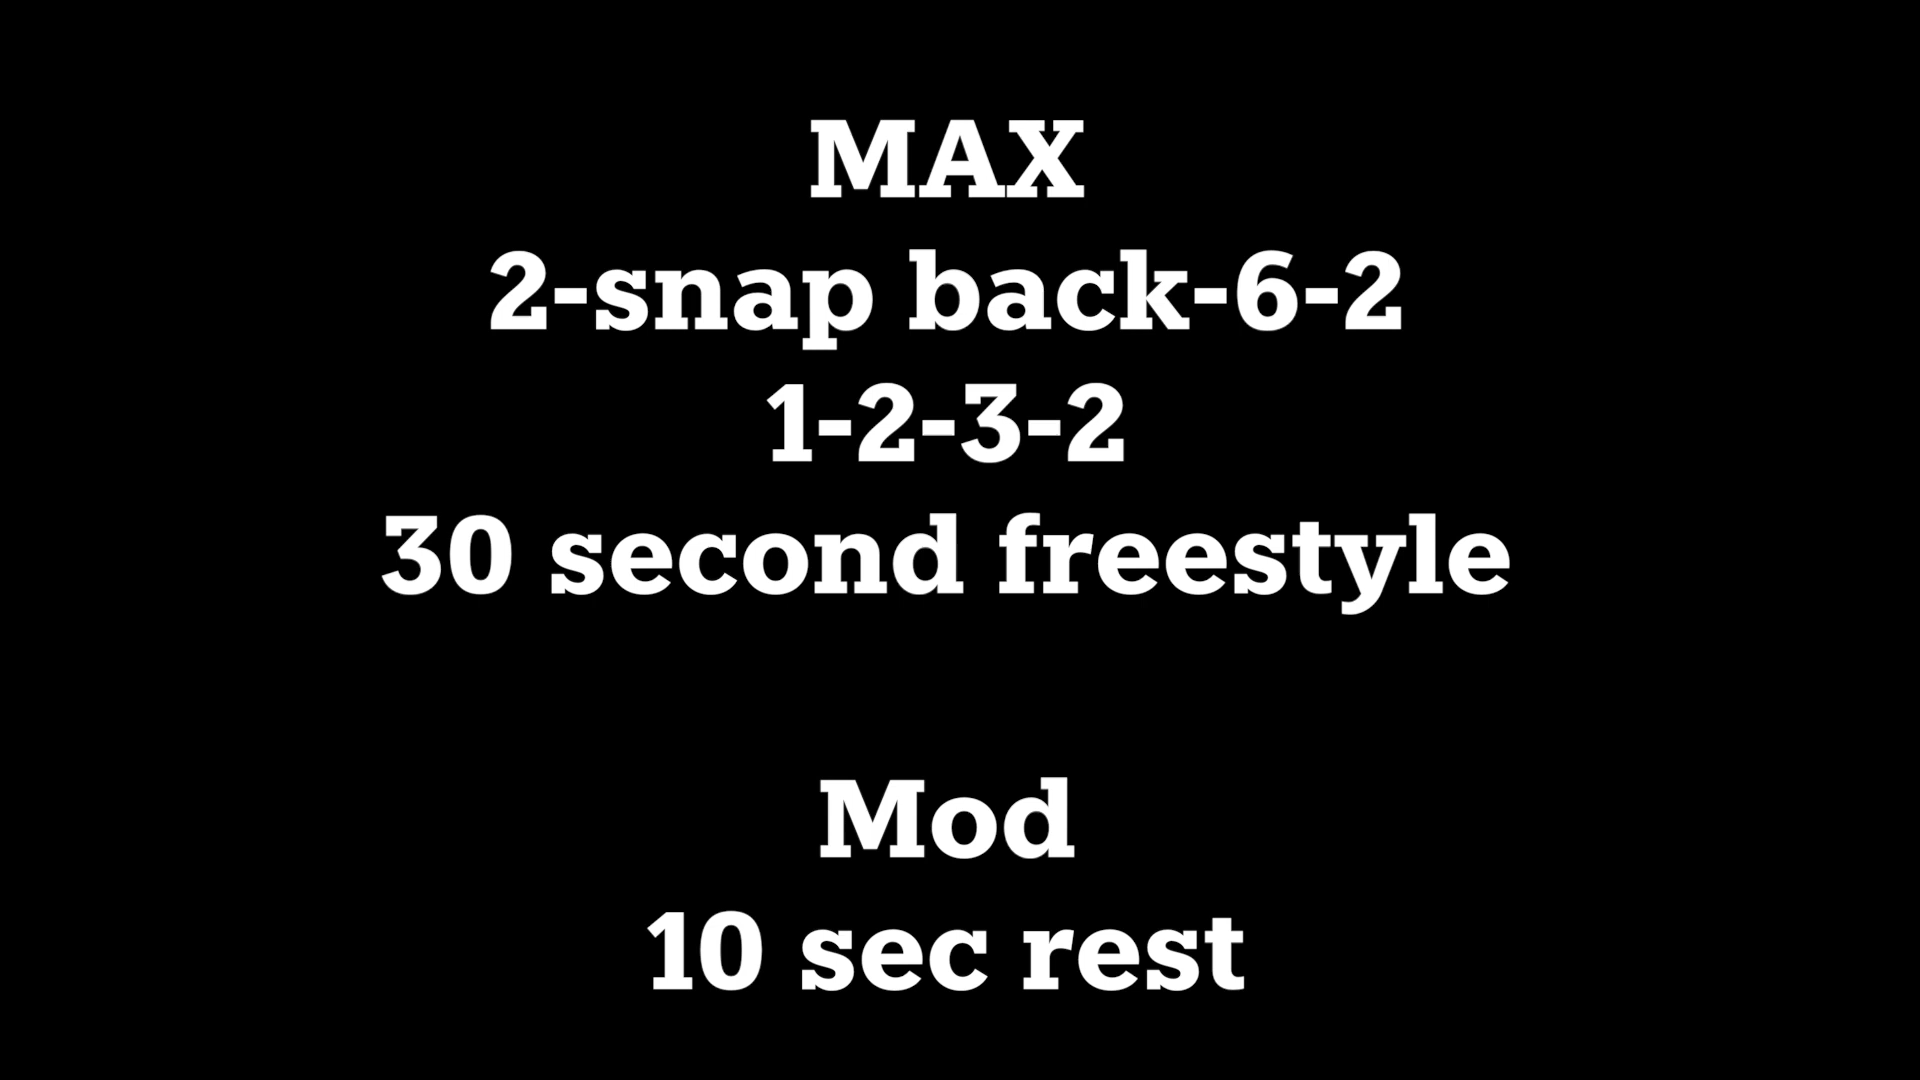 MAX
2-snap back-6-2
1-2-3-2
30 second freestyle
Mod
10 sec rest